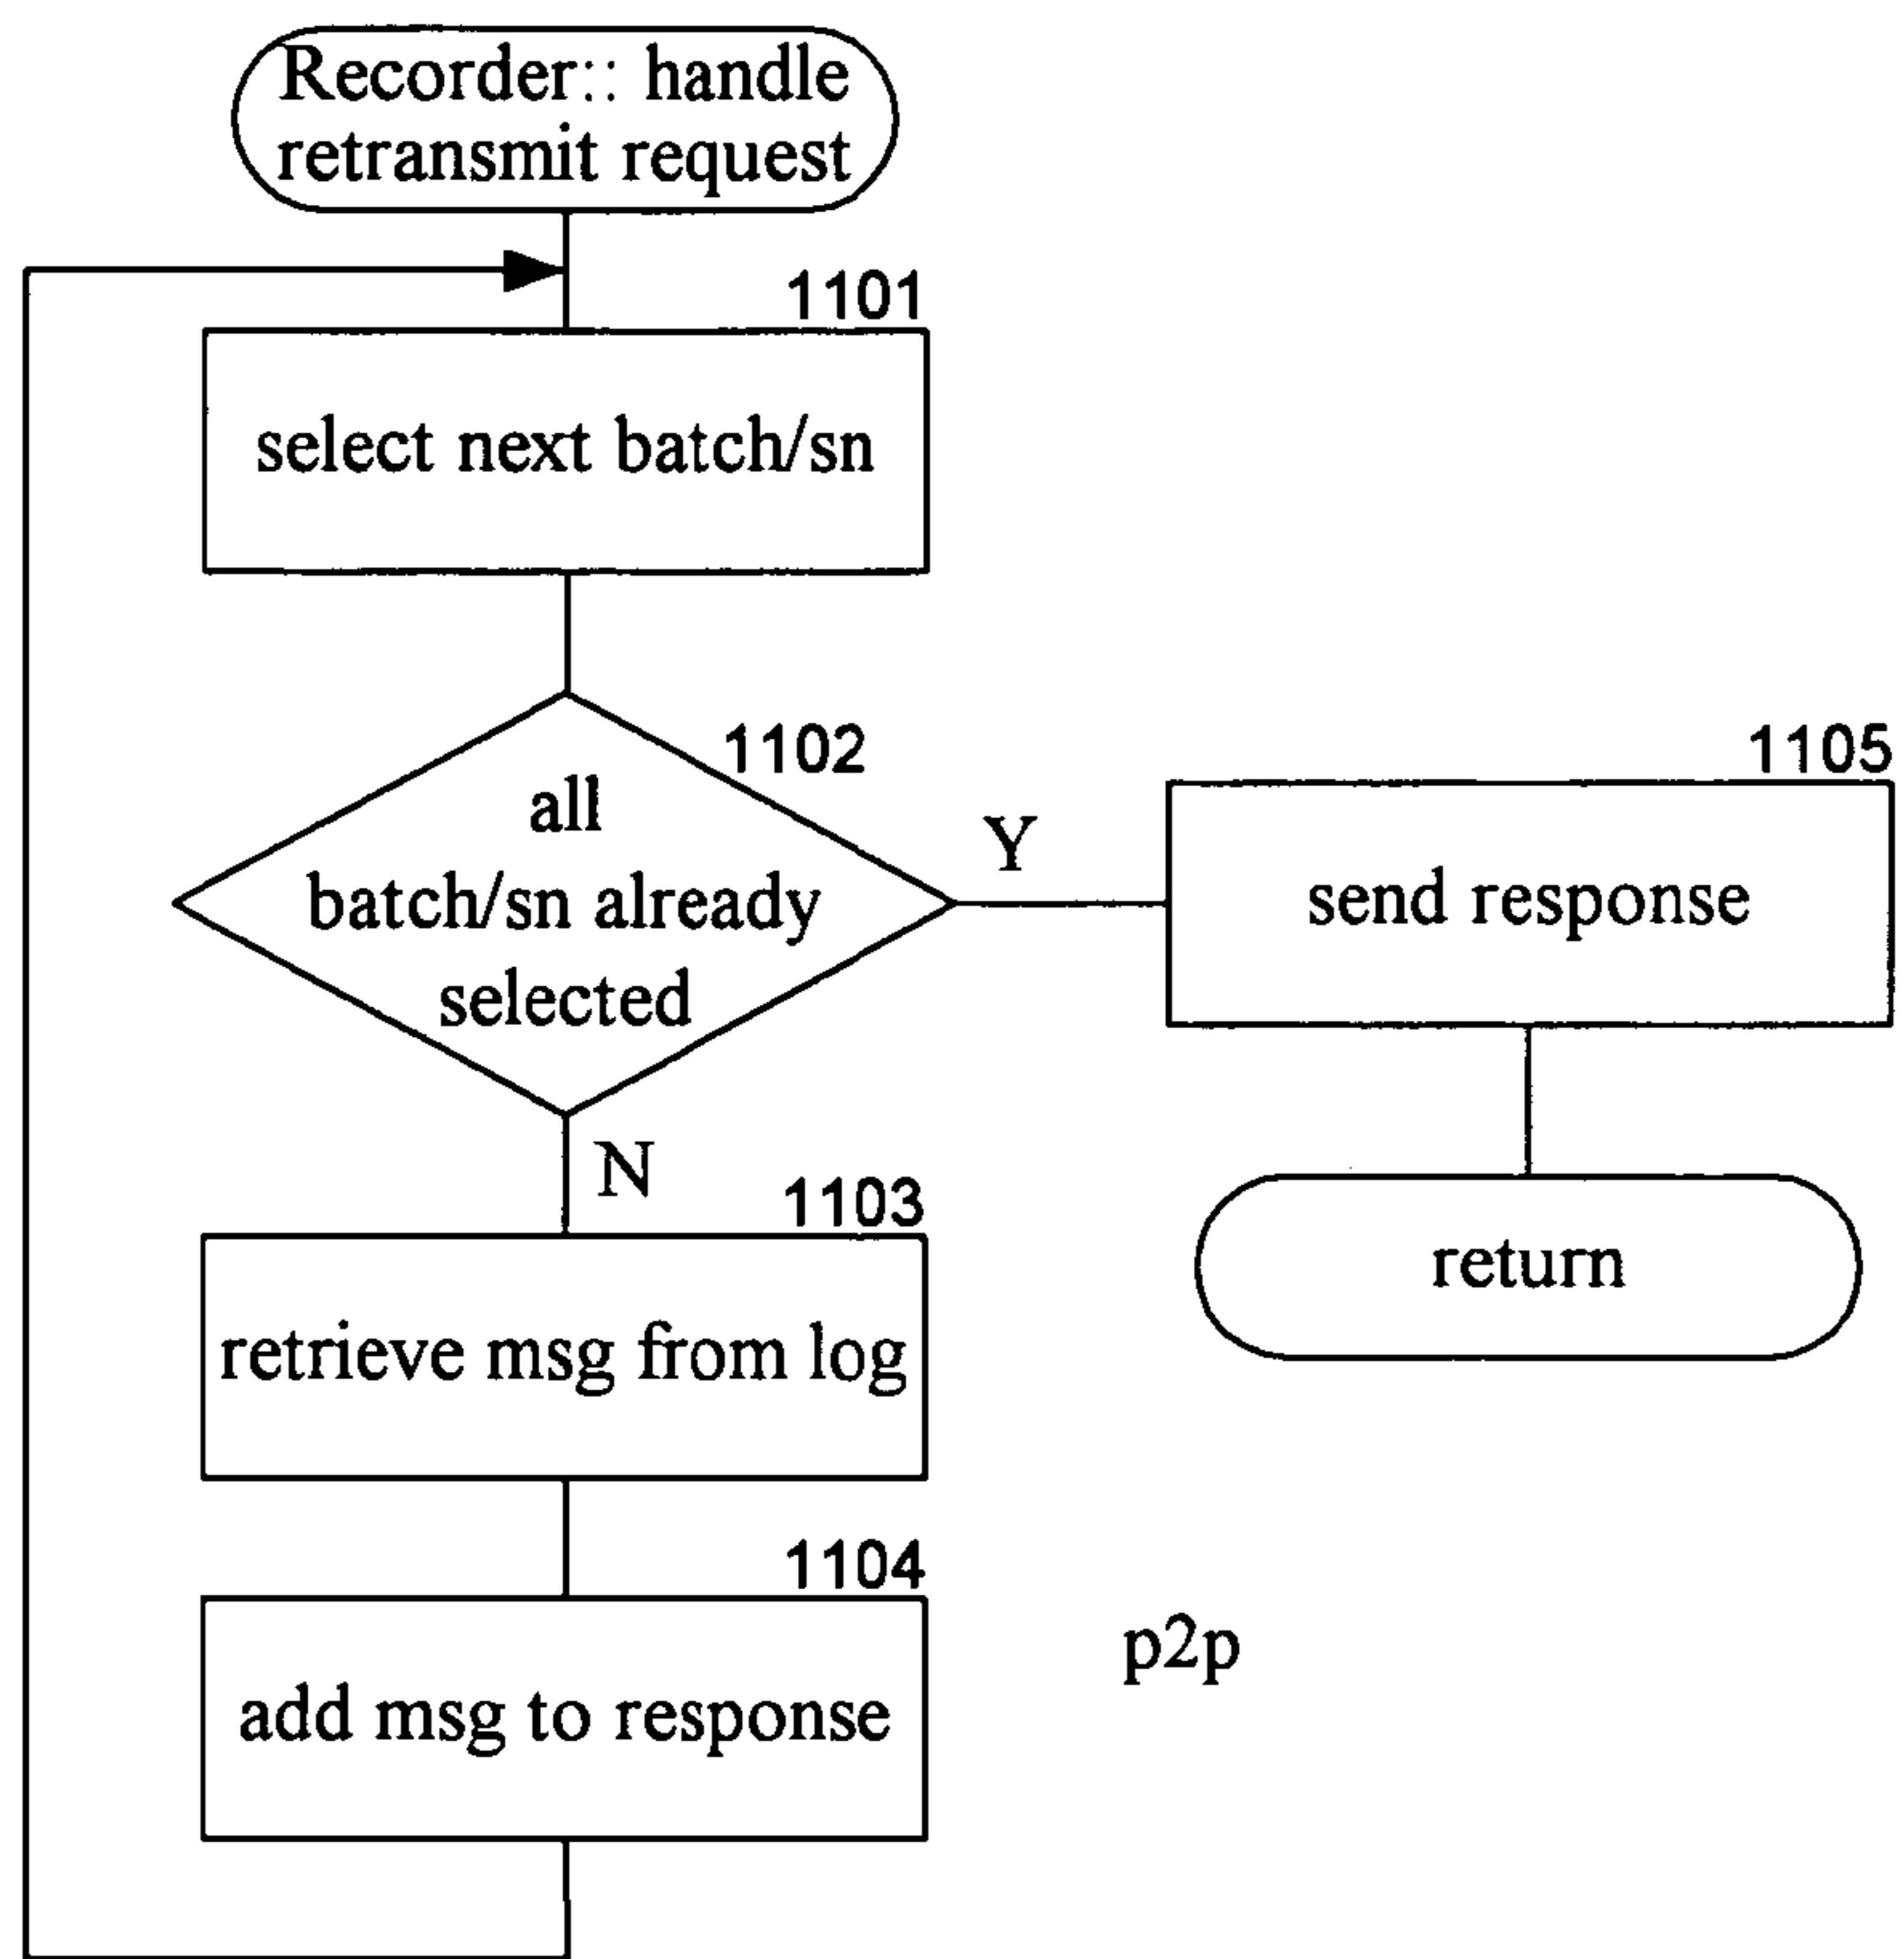 Recorder:: handle
retransmit request
1101
select next batch/sn
1102
all
batch/sn already
selected
Y
1105
send response
return
N
1103
retrieve msg from log
1104
add msg to response
p2p